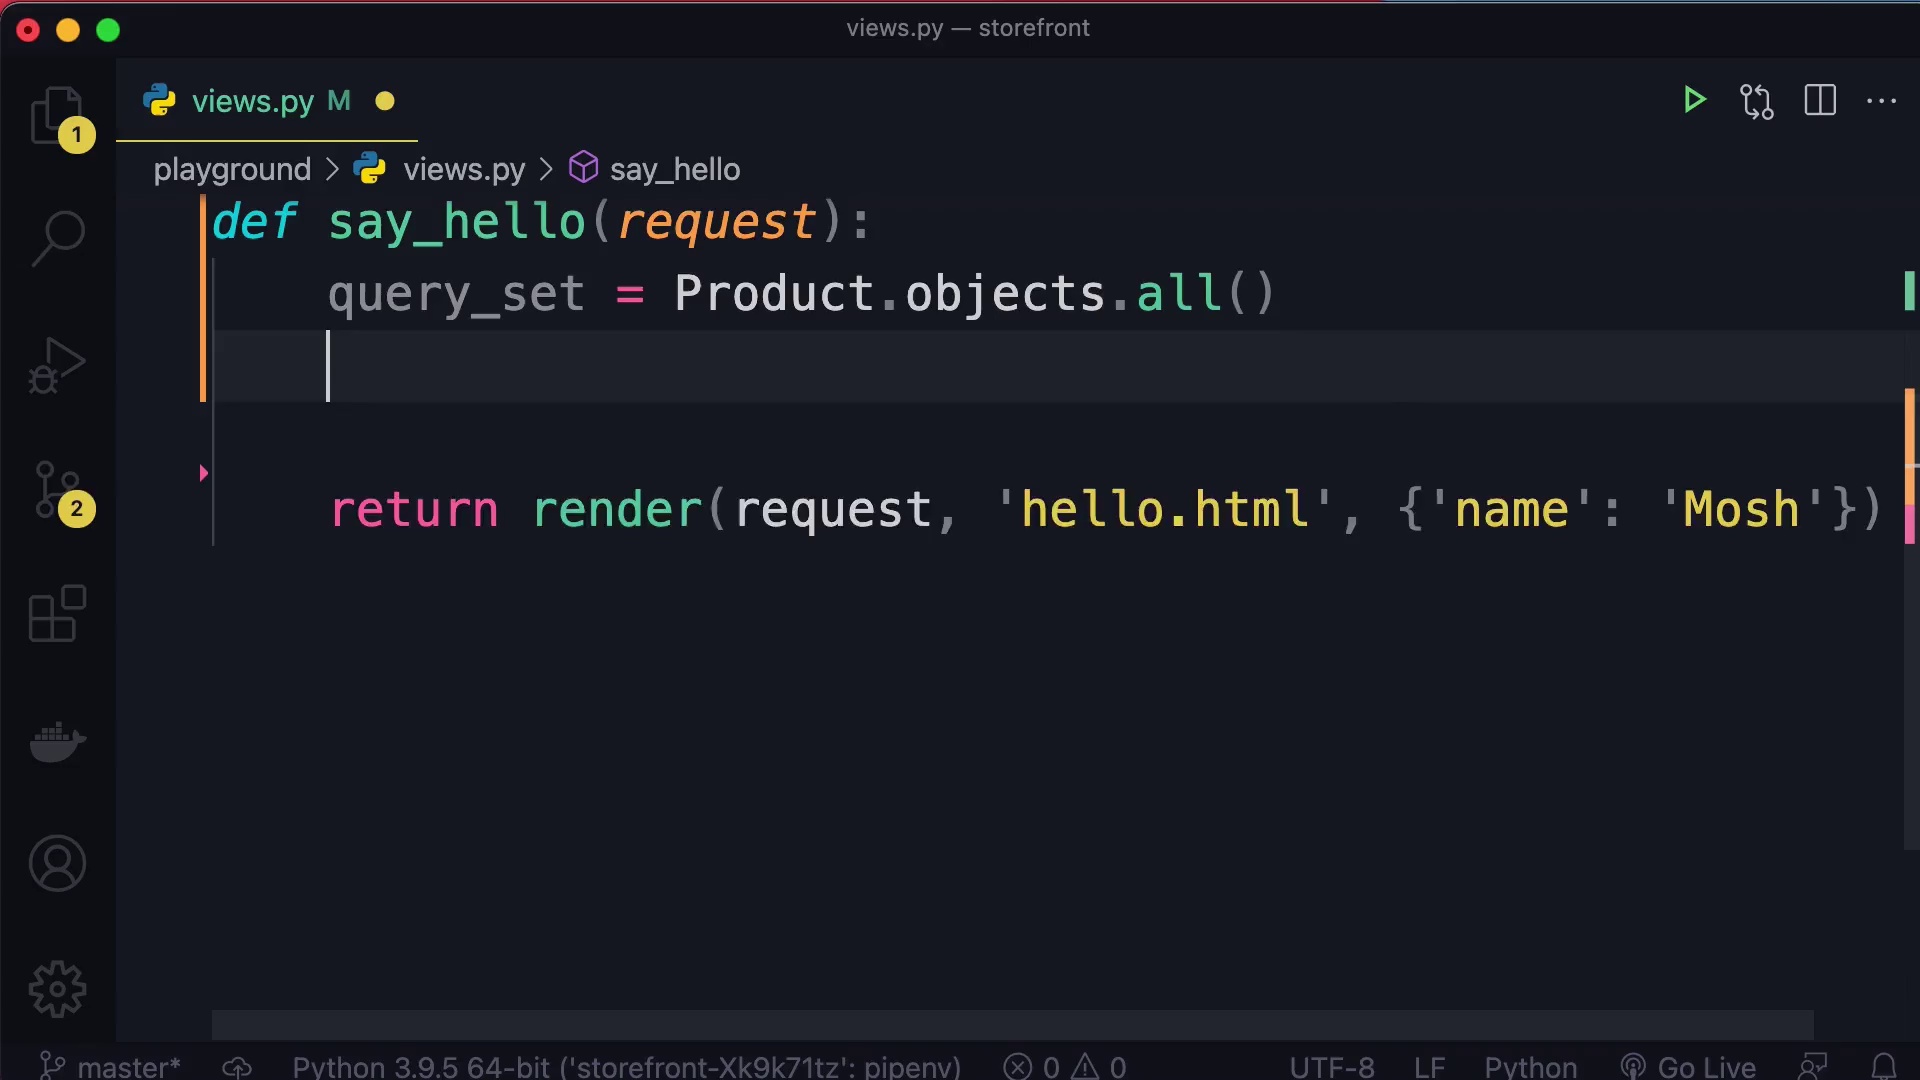 views.py — storefront
views.py M
1
playground > views.py > say_hello
def say_hello(request):
query_set = Product.objects.all()
return render(request, 'hello.html', {'name': 'Mosh'})
2
master* Python 3.9.5 64-bit ('storefront-Xk9k71tz': pipenv) 0 0 UTF-8 LF Python Go Live